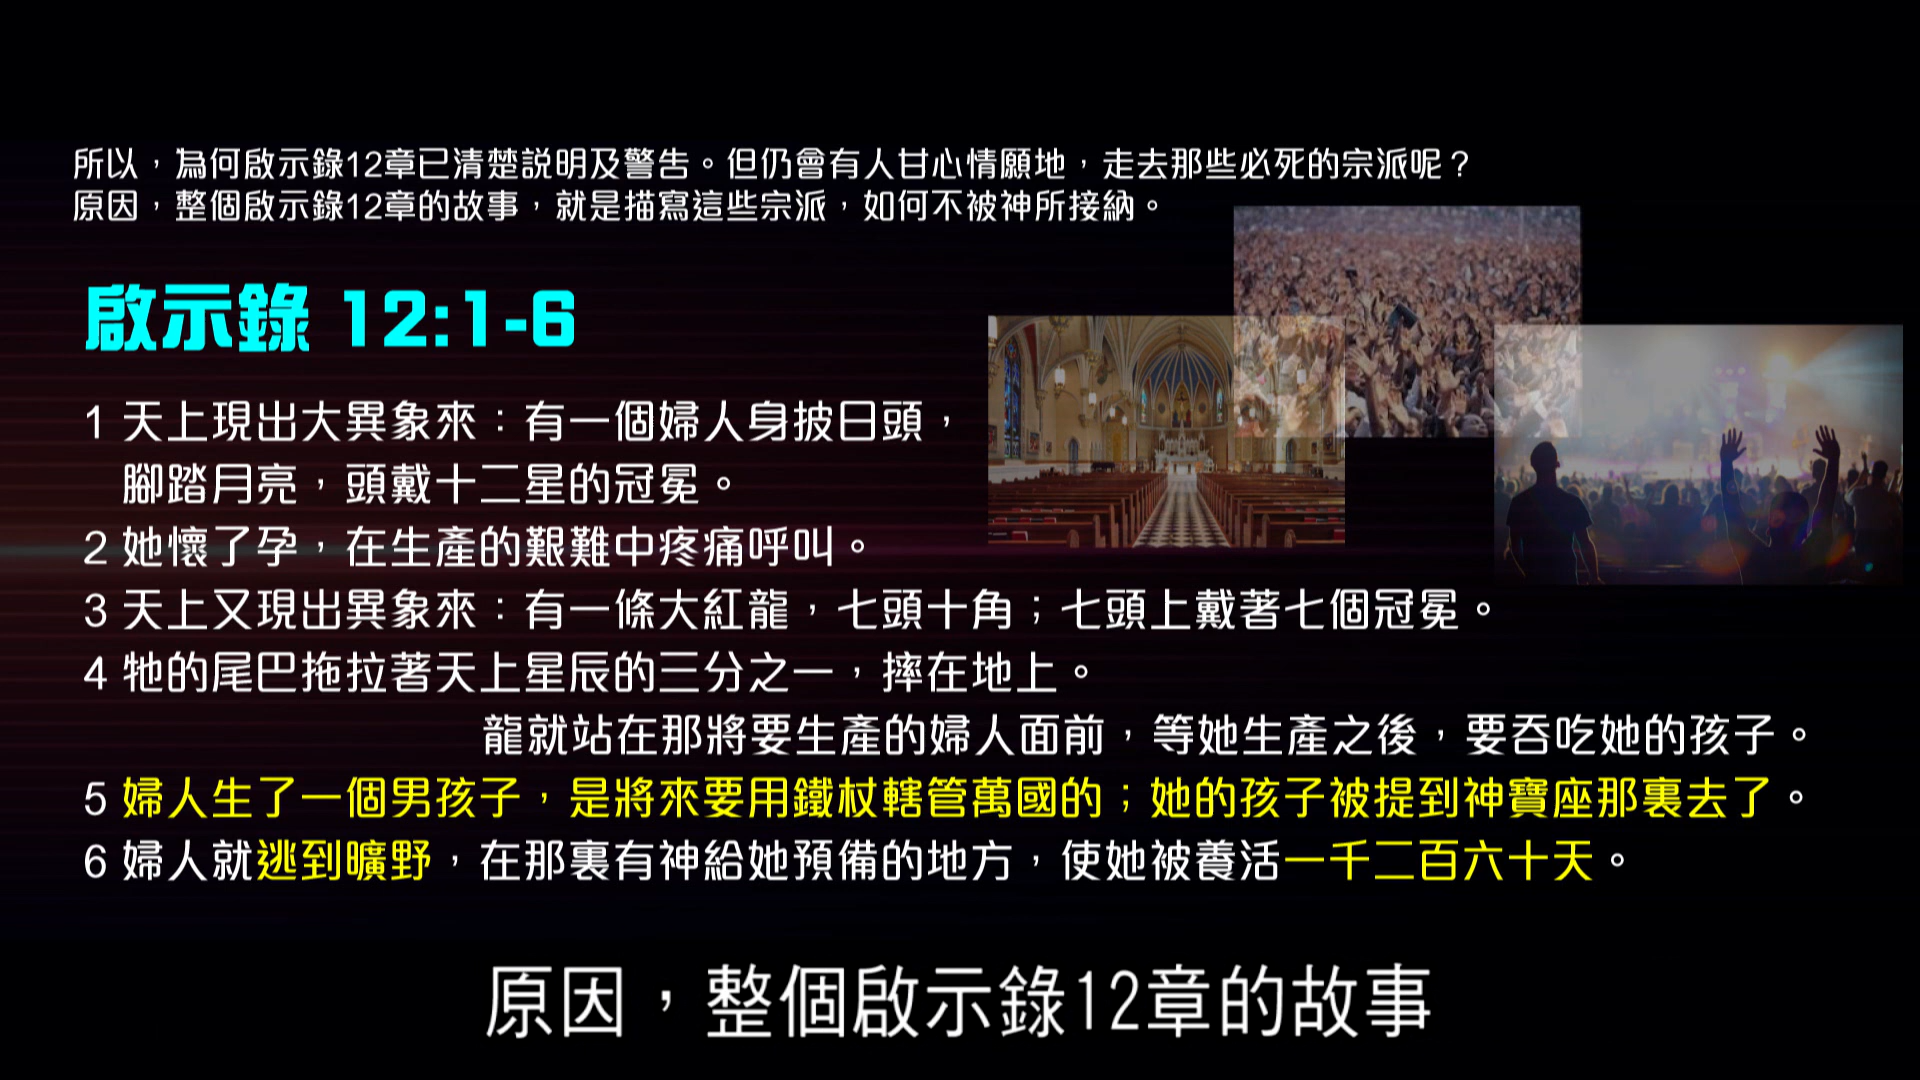 所以，為何啟示錄12章已清楚説明及警告。但仍會有人甘心情願地，走去那些必死的宗派呢？
原因，整個啟示錄12章的故事，就是描寫這些宗派，如何不被神所接納。
啟示錄 12:1-6
1 天上現出大異象來：有一個婦人身披日頭，
腳踏月亮，頭戴十二星的冠冕。
2 她懷了孕，在生產的艱難中疼痛呼叫。
3 天上又現出異象來：有一條大紅龍，七頭十角；七頭上戴著七個冠冕。
4 牠的尾巴拖拉著天上星辰的三分之一，摔在地上。
龍就站在那將要生產的婦人面前，等她生產之後，要吞吃她的孩子。
5 婦人生了一個男孩子，是將來要用鐵杖轄管萬國的；她的孩子被提到神寶座那裏去了。
6 婦人就逃到曠野，在那裏有神給她預備的地方，使她被養活一千二百六十天。
原因，整個啟示錄12章的故事